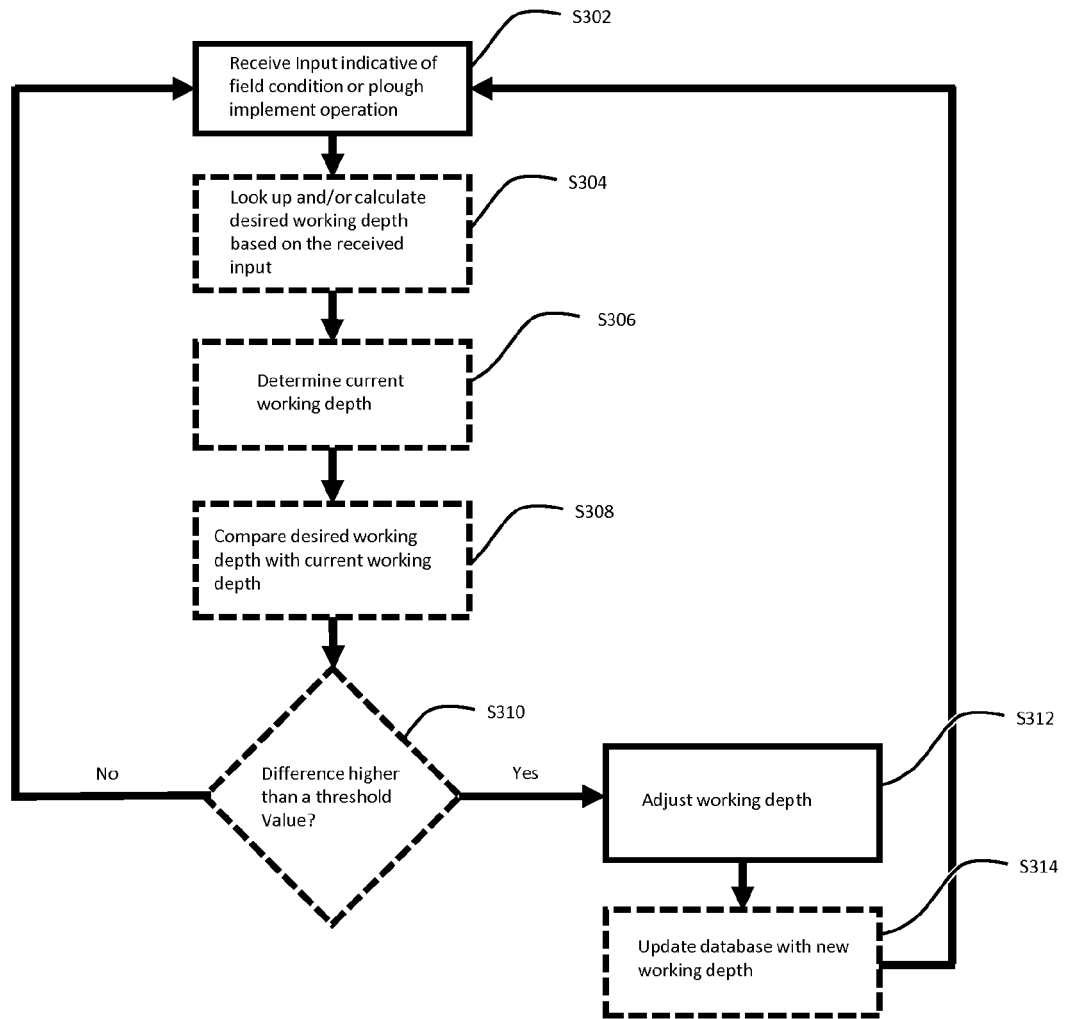 S302
Receive Input indicative of
field condition or plough
implement operation
S304
Look up and/or calculate
desired working depth
based on the received
input
S306
Determine current
working depth
S308
Compare desired working
depth with current working
depth
S310
Difference higher
than a threshold
Value?
No
Yes
S312
Adjust working depth
S314
Update database with new
working depth